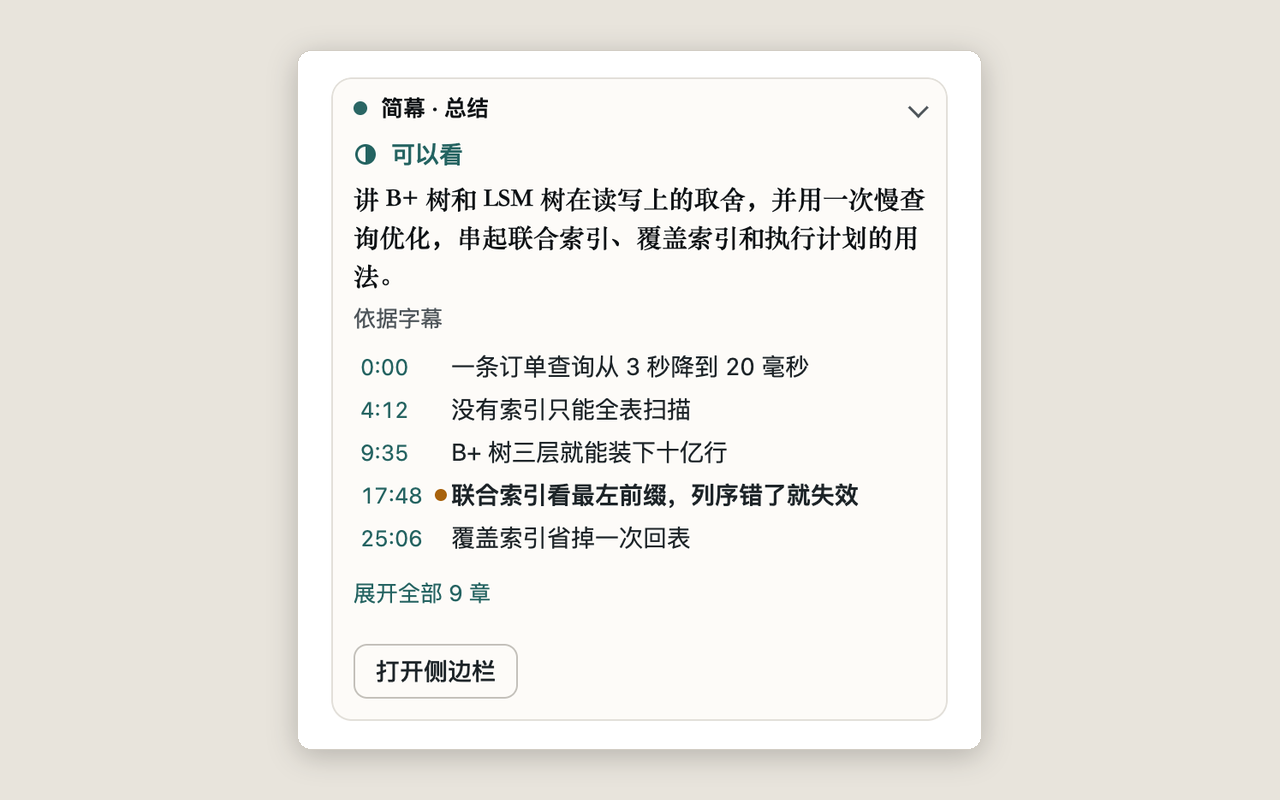 简幕 · 总结
可以看
讲 B+ 树和 LSM 树在读写上的取舍，并用一次慢查
询优化，串起联合索引、覆盖索引和执行计划的用
法。
依据字幕
0:00 一条订单查询从 3 秒降到 20 毫秒
4:12 没有索引只能全表扫描
9:35 B+ 树三层就能装下十亿行
17:48 联合索引看最左前缀，列序错了就失效
25:06 覆盖索引省掉一次回表
展开全部 9 章
打开侧边栏